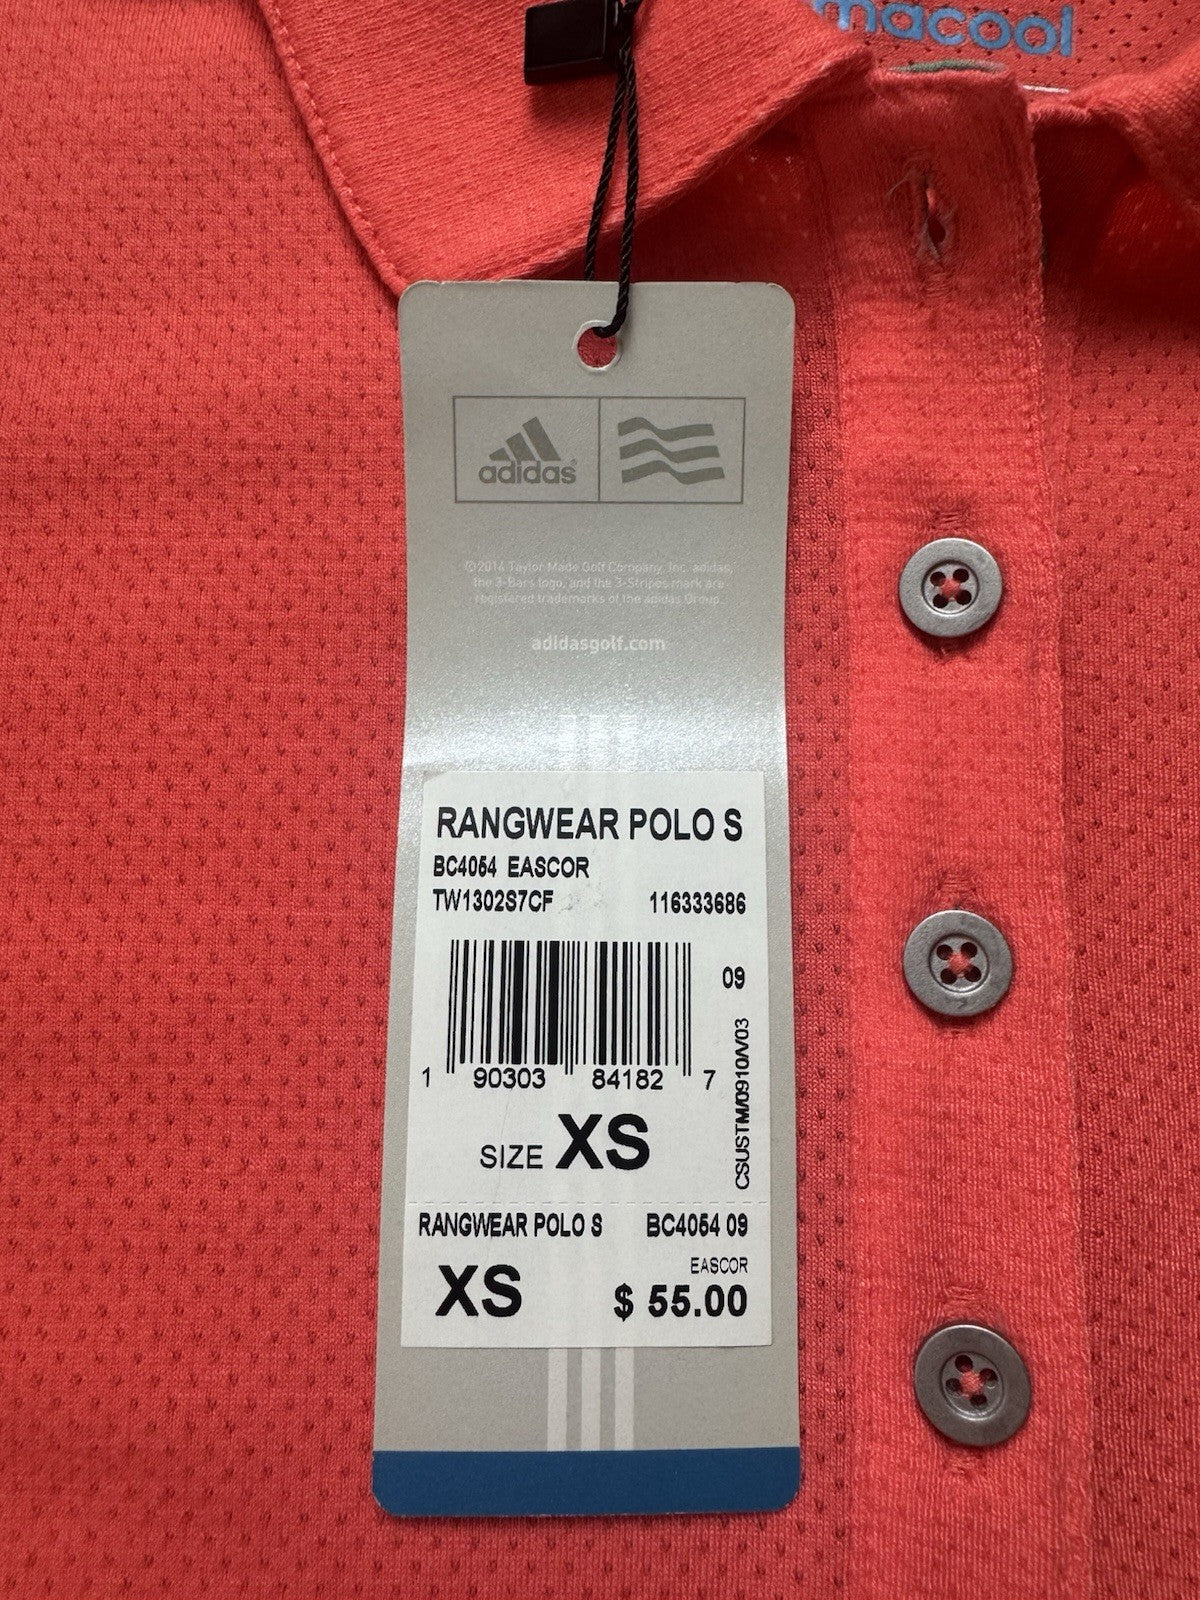 macool
adidas
©2014 Taylor Made Golf Company, Inc. adidas,
the 3-Bars logo, and the 3-Stripes mark are
registered trademarks of the adidas Group.
adidasgolf.com
RANGWEAR POLO S
BC4054 EASCOR
TW1302S7CF 116333686
09
1 90303 84182 7
CSUSTM/0910/V03
SIZE XS
RANGWEAR POLO S BC4054 09
EASCOR
XS $ 55.00